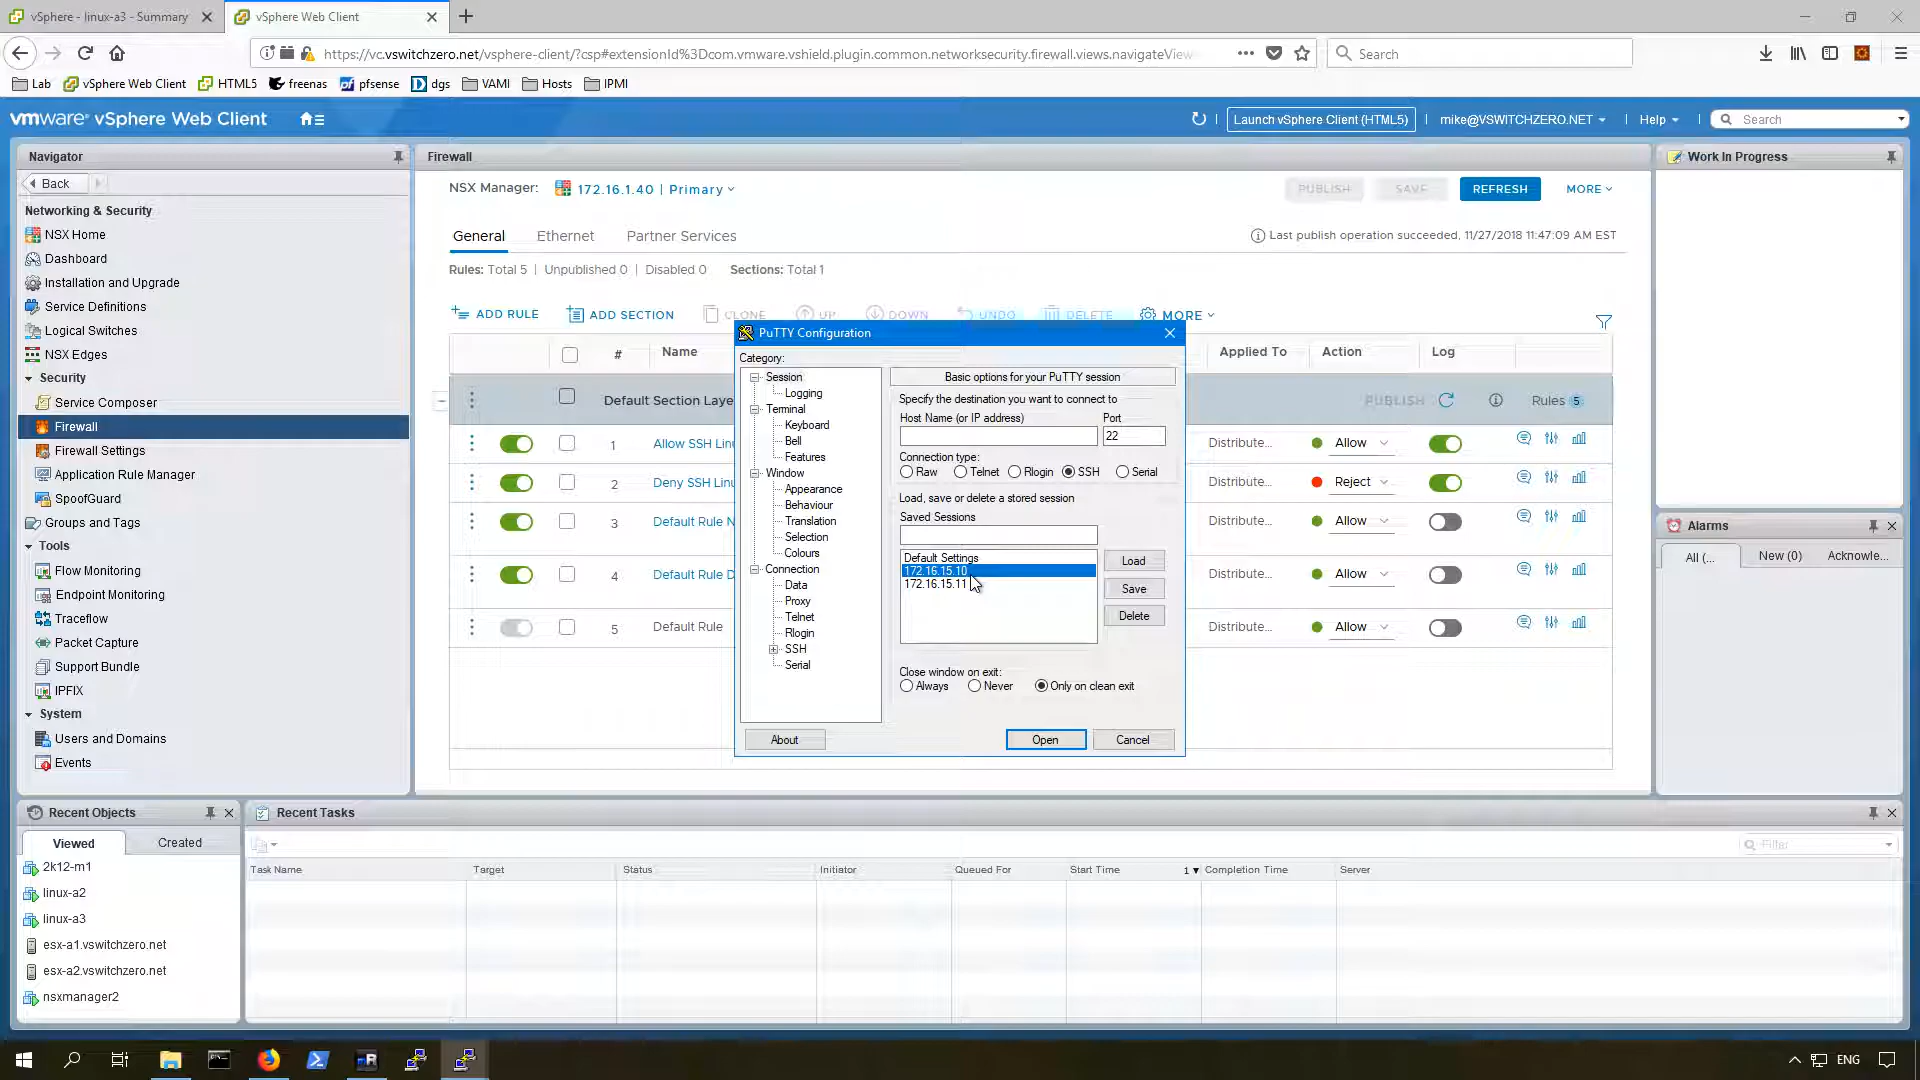 vSphere - linux-a3 - Summary
vSphere Web Client
https://vc.vswitchzero.net/vsphere-client/?csp#extensionId%3Dcom.vmware.vshield.plugin.common.networksecurity.firewall.views.navigateView
Search
Lab
vSphere Web Client
HTML5
freenas
pfsense
dgs
VAMI
Hosts
IPMI
vmware® vSphere Web Client
Launch vSphere Client (HTML5)
mike@VSWITCHZERO.NET
Help
Search
Navigator
Back
Networking & Security
NSX Home
Dashboard
Installation and Upgrade
Service Definitions
Logical Switches
NSX Edges
Security
Service Composer
Firewall
Firewall Settings
Application Rule Manager
SpoofGuard
Groups and Tags
Tools
Flow Monitoring
Endpoint Monitoring
Traceflow
Packet Capture
Support Bundle
IPFIX
System
Users and Domains
Events
Firewall
NSX Manager: 172.16.1.40 | Primary
PUBLISH SAVE REFRESH MORE
General Ethernet Partner Services
Last publish operation succeeded, 11/27/2018 11:47:09 AM EST
Rules: Total 5 | Unpublished 0 | Disabled 0 Sections: Total 1
ADD RULE ADD SECTION CLONE UP DOWN UNDO DELETE MORE
# Name Applied To Action Log
Default Section Laye PUBLISH Rules 5
1 Allow SSH Linu Distribute... Allow
2 Deny SSH Linu Distribute... Reject
3 Default Rule N Distribute... Allow
4 Default Rule D Distribute... Allow
5 Default Rule Distribute... Allow
PuTTY Configuration
Category:
Session
Logging
Terminal
Keyboard
Bell
Features
Window
Appearance
Behaviour
Translation
Selection
Colours
Connection
Data
Proxy
Telnet
Rlogin
SSH
Serial
Basic options for your PuTTY session
Specify the destination you want to connect to
Host Name (or IP address) Port
22
Connection type:
Raw Telnet Rlogin SSH Serial
Load, save or delete a stored session
Saved Sessions
Default Settings
172.16.15.10
172.16.15.11
Load
Save
Delete
Close window on exit:
Always Never Only on clean exit
About Open Cancel
Work In Progress
Alarms
All (... New (0) Acknowle...
Recent Objects
Viewed Created
2k12-m1
linux-a2
linux-a3
esx-a1.vswitchzero.net
esx-a2.vswitchzero.net
nsxmanager2
Recent Tasks
Filter
Task Name Target Status Initiator Queued For Start Time 1 Completion Time Server
ENG